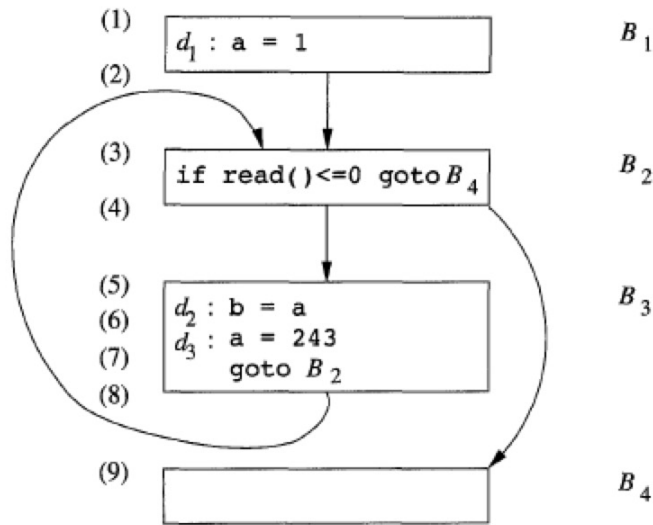 (1)
d1 : a = 1 B1
(2)
(3)
if read()<=0 goto B4 B2
(4)
(5) B3
d2 : b = a
(6)
d3 : a = 243
(7)
goto B2
(8)
(9)
B4